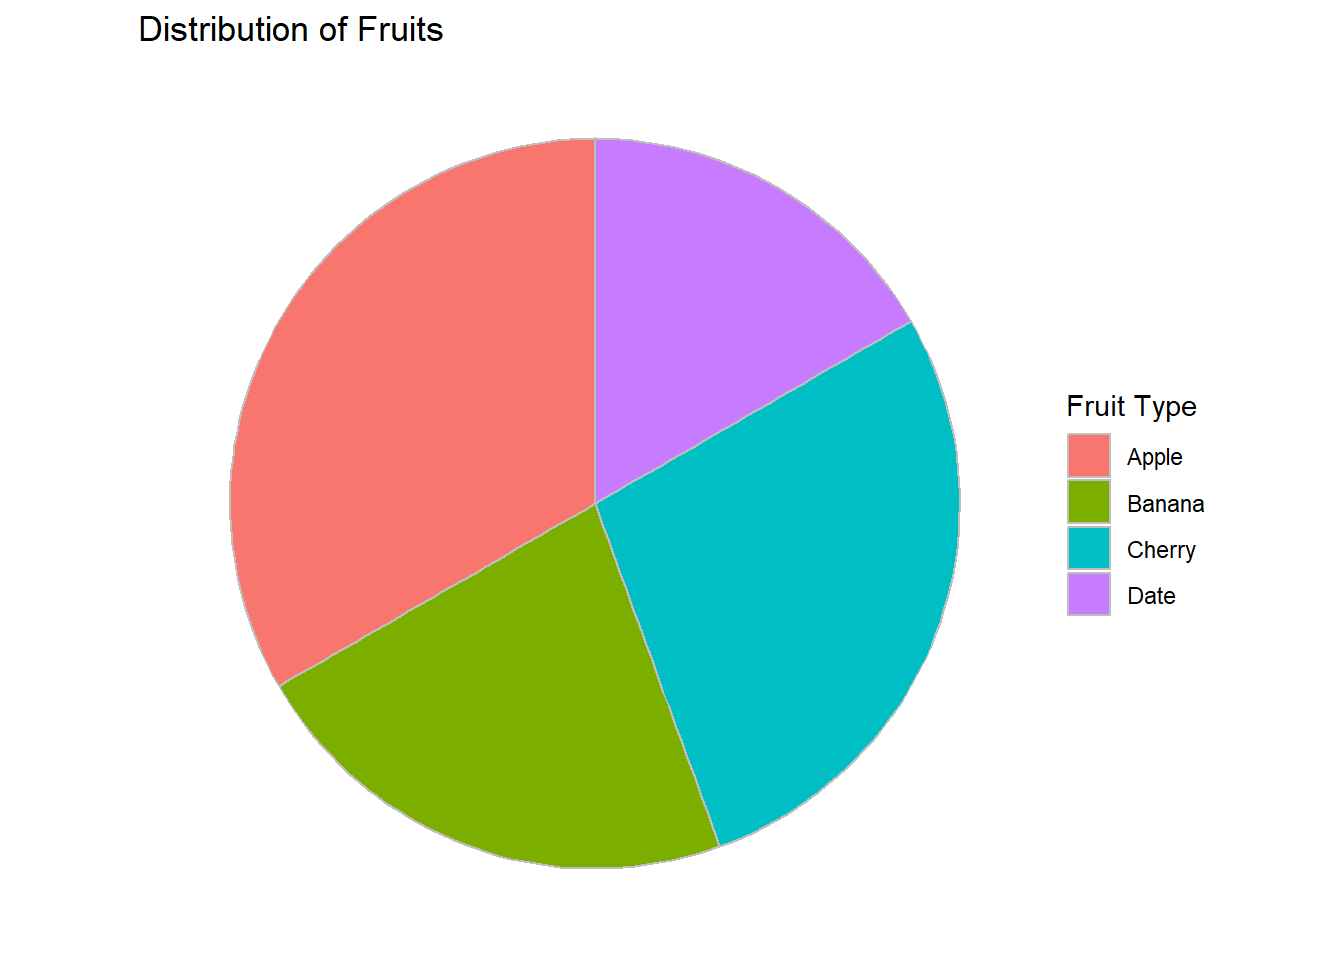 Distribution of Fruits
Fruit Type
Apple
Banana
Cherry
Date